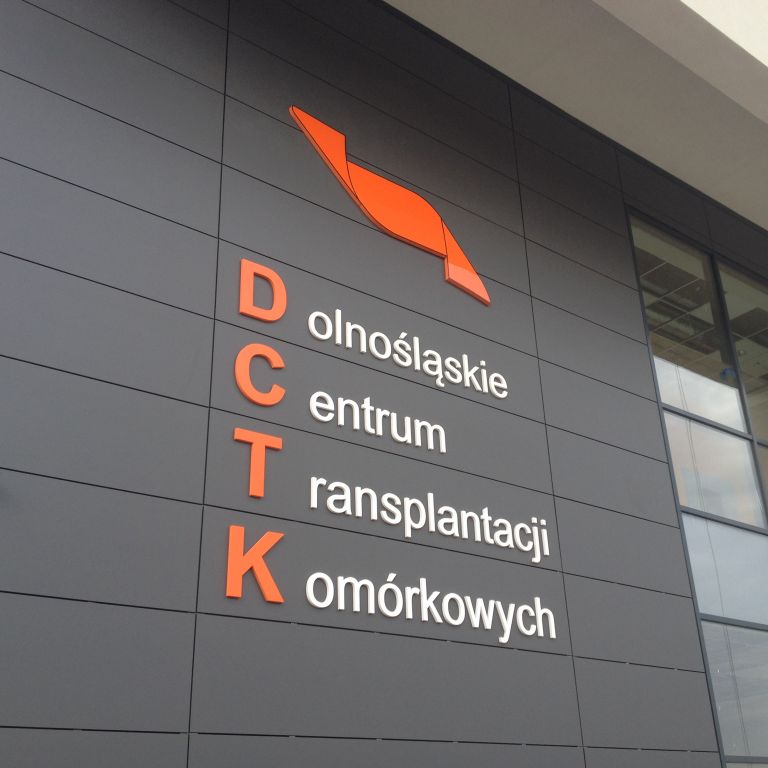 Dolnośląskie
Centrum
Transplantacji
Komórkowych